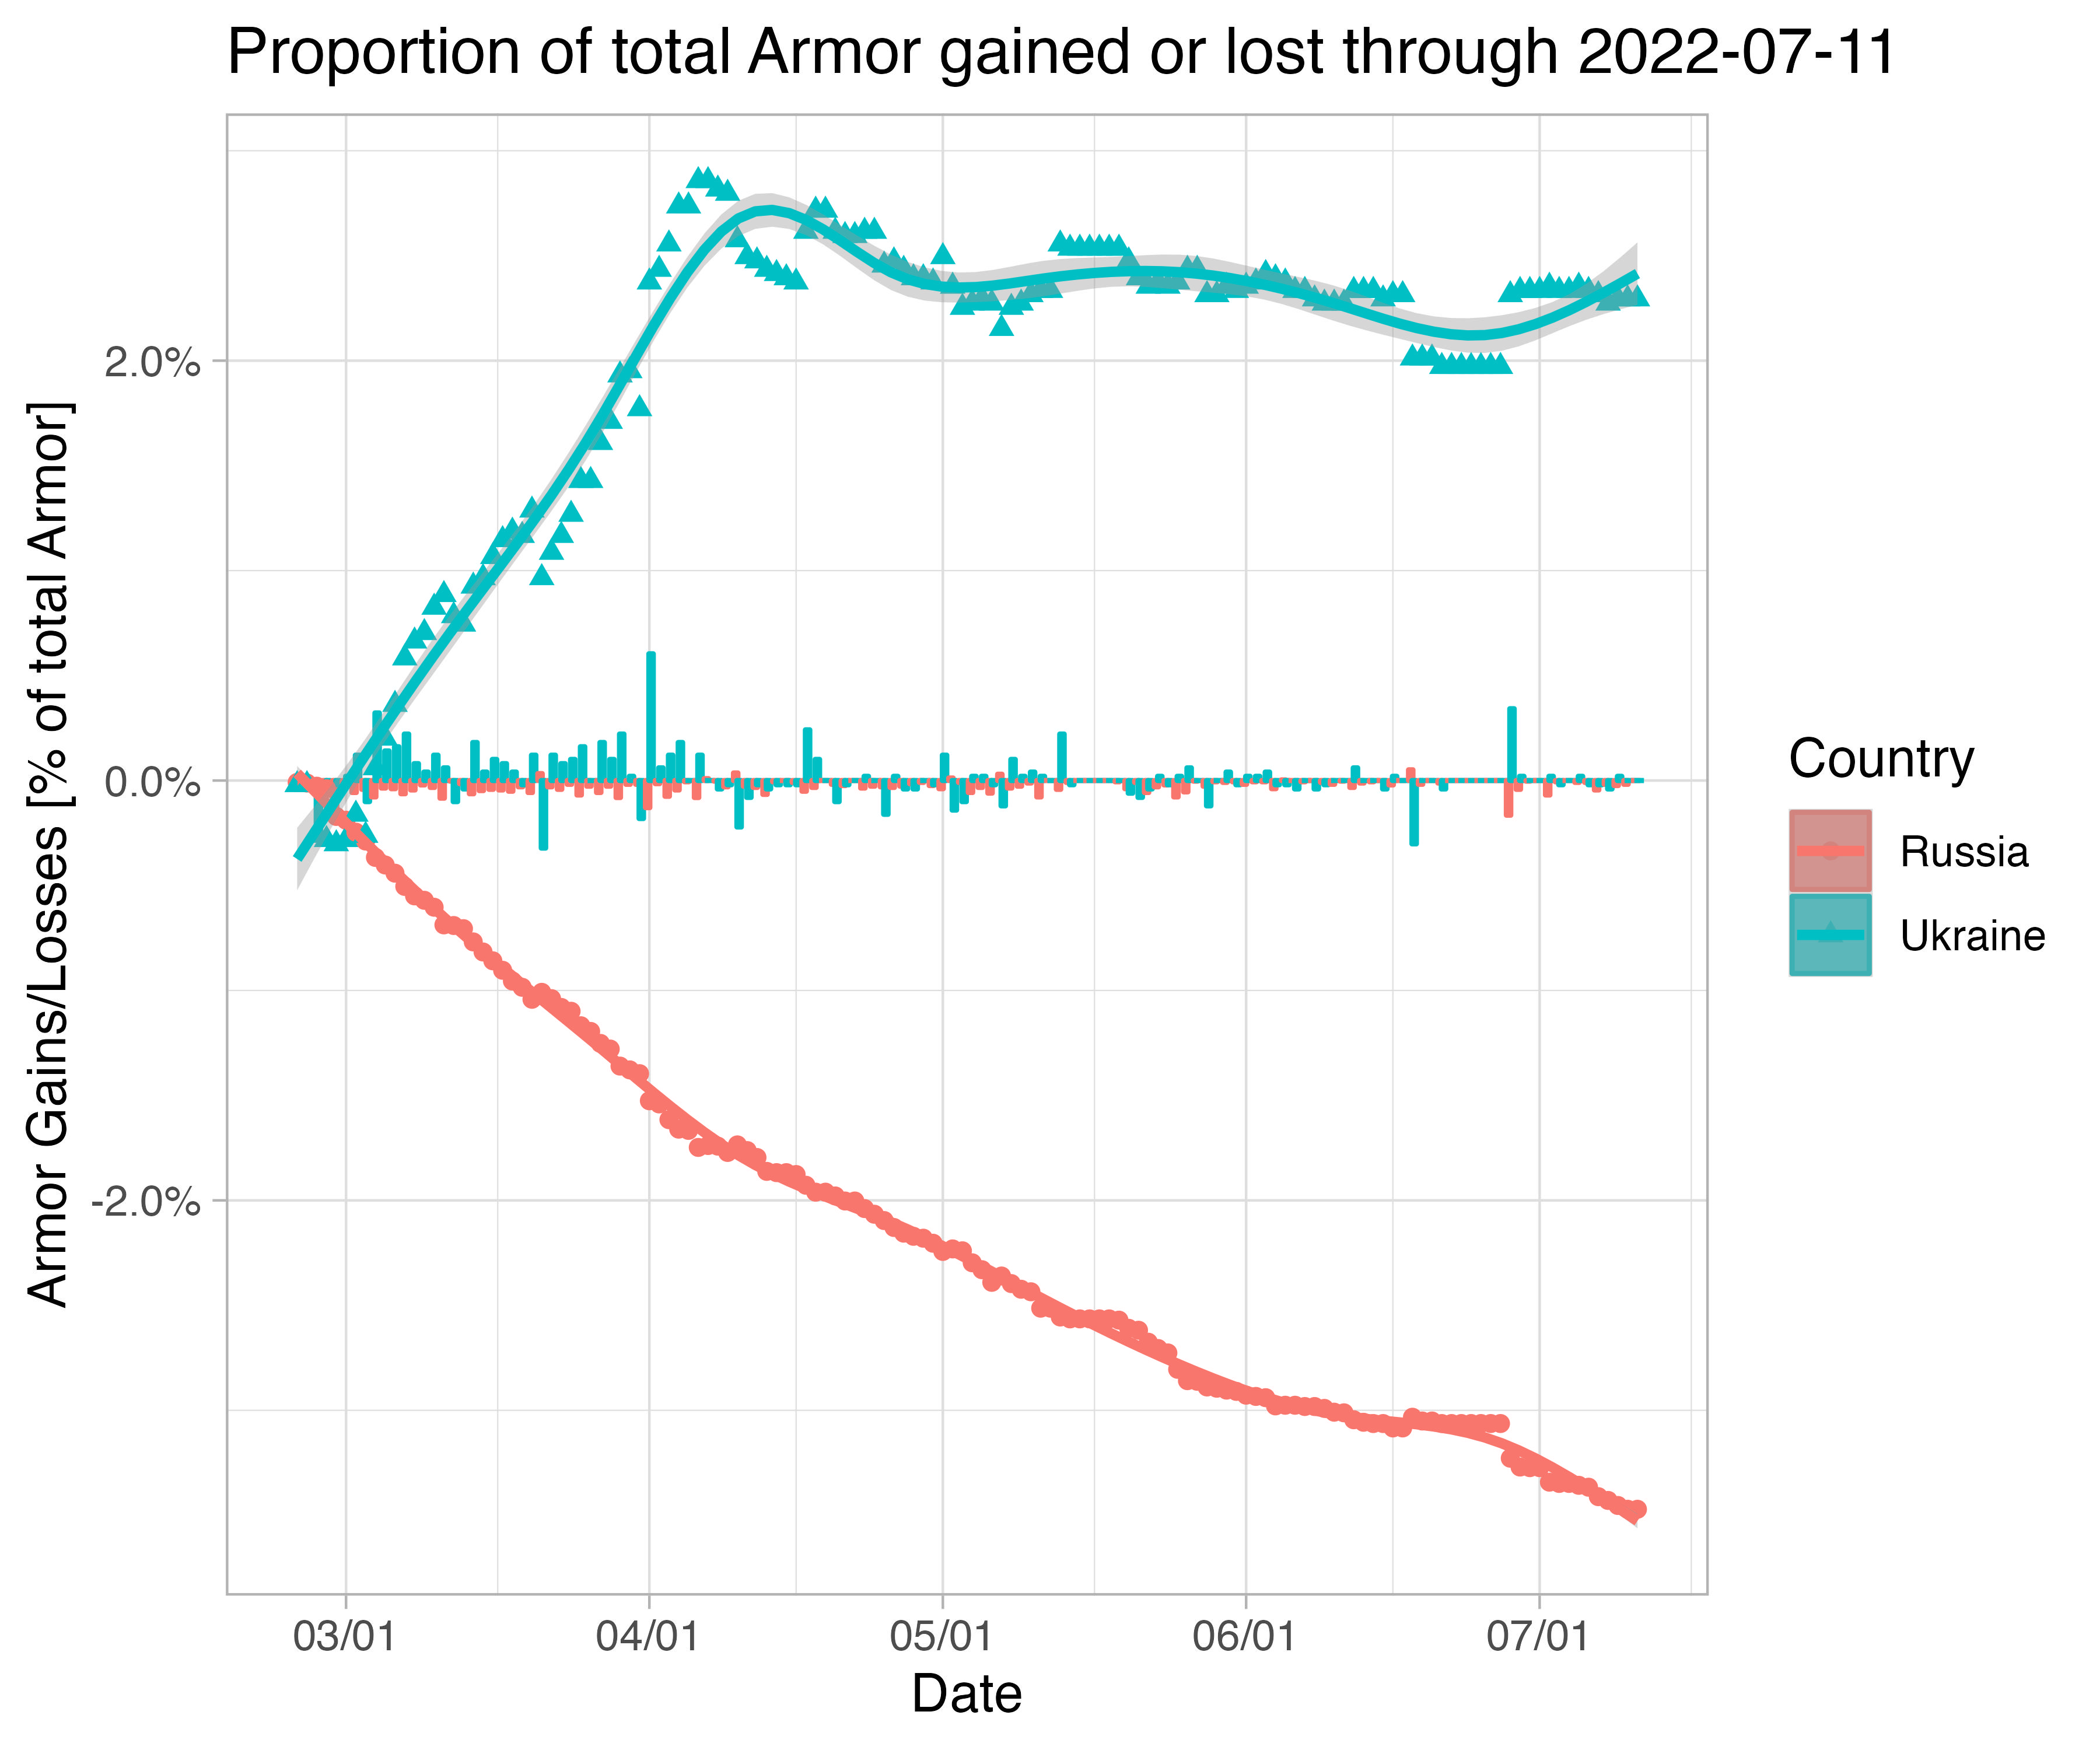 Proportion of total Armor gained or lost through 2022-07-11
Armor Gains/Losses [% of total Armor]
2.0%
0.0%
-2.0%
03/01
04/01
05/01
06/01
07/01
Date
Country
Russia
Ukraine